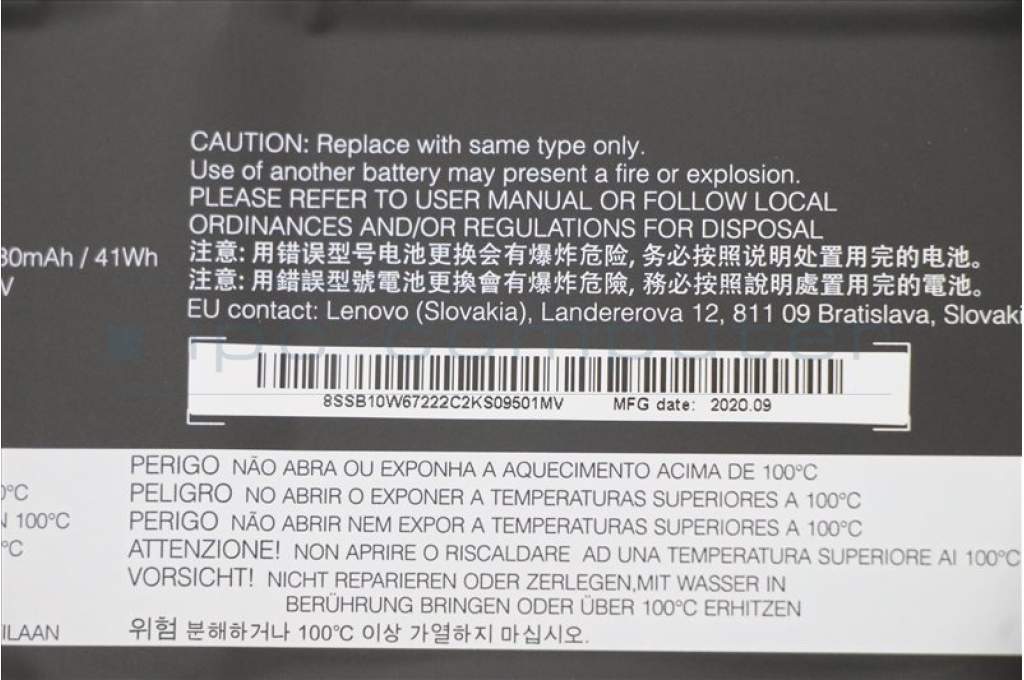 CAUTION: Replace with same type only.
Use of another battery may present a fire or explosion.
PLEASE REFER TO USER MANUAL OR FOLLOW LOCAL
ORDINANCES AND/OR REGULATIONS FOR DISPOSAL
80mAh / 41Wh
注意: 用错误型号电池更换会有爆炸危险, 务必按照说明处置用完的电池。
V
注意: 用錯誤型號電池更換會有爆炸危險, 務必按照說明處置用完的電池。
EU contact: Lenovo (Slovakia), Landererova 12, 811 09 Bratislava, Slovaki
ipc computer
8SSB10W67222C2KS09501MV MFG date: 2020.09
PERIGO NÃO ABRA OU EXPONHA A AQUECIMENTO ACIMA DE 100°C
0°C PELIGRO NO ABRIR O EXPONER A TEMPERATURAS SUPERIORES A 100°C
N 100°C PERIGO NÃO ABRIR NEM EXPOR A TEMPERATURAS SUPERIORES A 100°C
°C ATTENZIONE! NON APRIRE O RISCALDARE AD UNA TEMPERATURA SUPERIORE AI 100°C
VORSICHT! NICHT REPARIEREN ODER ZERLEGEN,MIT WASSER IN
BERÜHRUNG BRINGEN ODER ÜBER 100°C ERHITZEN
ILAAN 위험 분해하거나 100°C 이상 가열하지 마십시오.